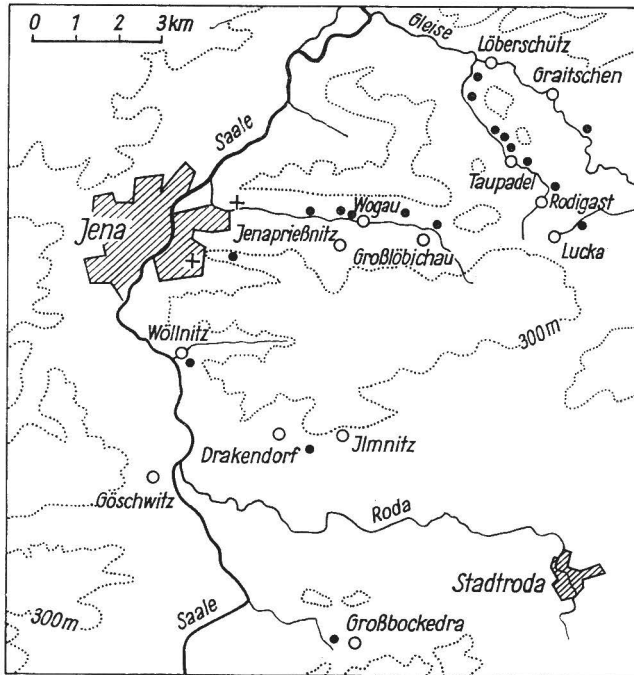 0 1 2 3km
Gleise
Löberschütz
Graitschen
Saale
Taupadel
Rodigast
Wogau
Jena
Jenaprießnitz
Großlöbichau
Lucka
300m
Wöllnitz
Drakendorf
Jlmnitz
Göschwitz
Roda
Stadtroda
300m
Saale
Großbockedra